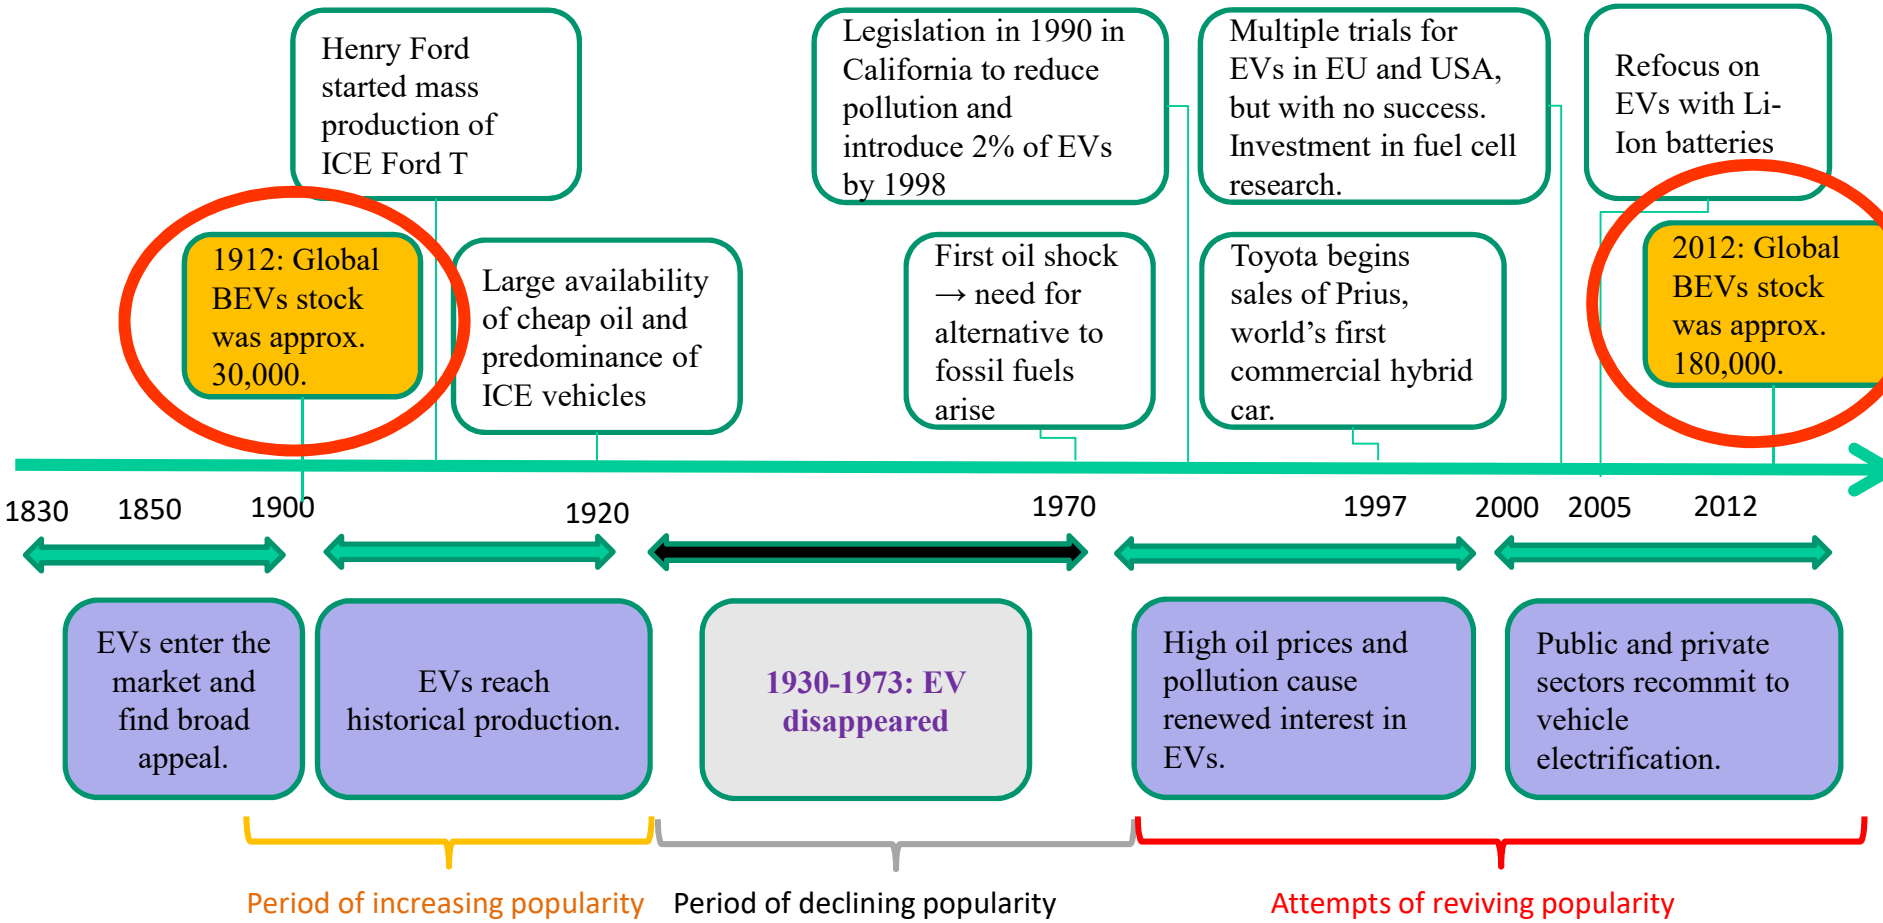 Henry Ford
started mass
production of
ICE Ford T
Legislation in 1990 in
California to reduce
pollution and
introduce 2% of EVs
by 1998
Multiple trials for
EVs in EU and USA,
but with no success.
Investment in fuel cell
research.
Refocus on
EVs with Li-
Ion batteries
1912: Global
BEVs stock
was approx.
30,000.
Large availability
of cheap oil and
predominance of
ICE vehicles
First oil shock
→ need for
alternative to
fossil fuels
arise
Toyota begins
sales of Prius,
world’s first
commercial hybrid
car.
2012: Global
BEVs stock
was approx.
180,000.
1830 1850 1900 1920 1970 1997 2000 2005 2012
EVs enter the
market and
find broad
appeal.
EVs reach
historical production.
1930-1973: EV
disappeared
High oil prices and
pollution cause
renewed interest in
EVs.
Public and private
sectors recommit to
vehicle
electrification.
Period of increasing popularity
Period of declining popularity
Attempts of reviving popularity